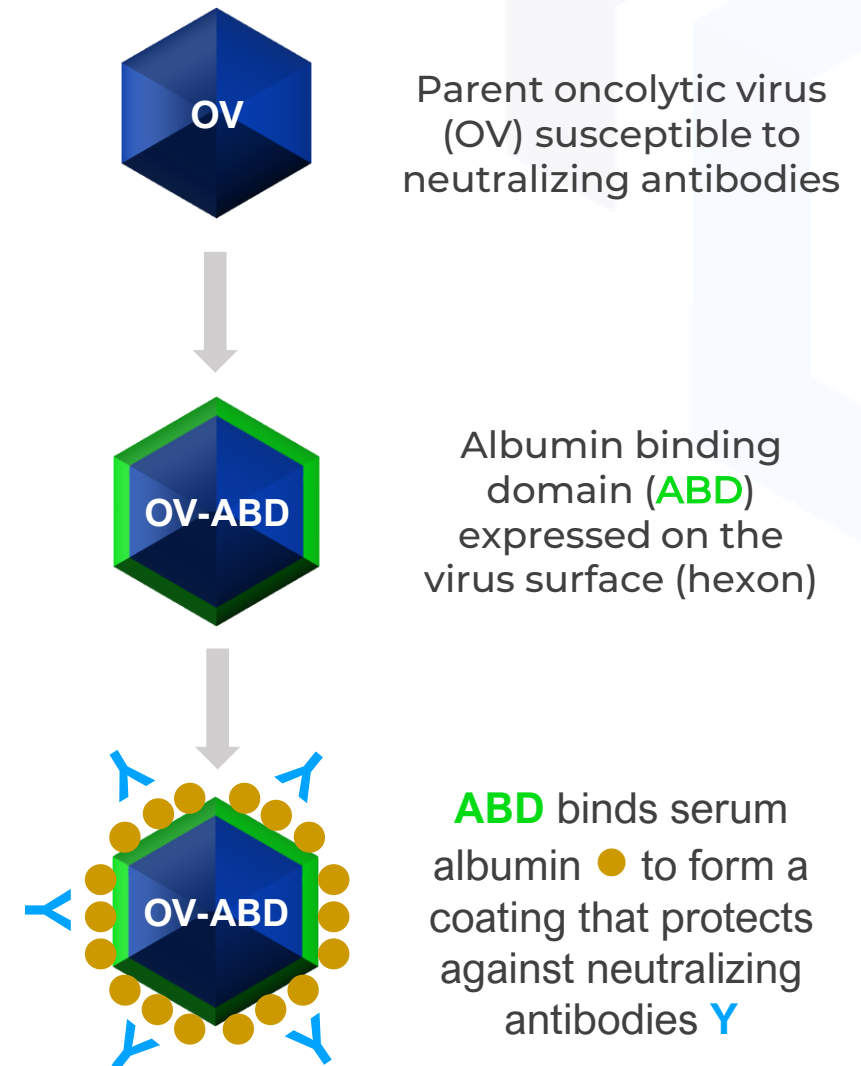 OV
Parent oncolytic virus
(OV) susceptible to
neutralizing antibodies
OV-ABD
Albumin binding
domain (ABD)
expressed on the
virus surface (hexon)
OV-ABD
ABD binds serum
albumin to form a
coating that protects
against neutralizing
antibodies Y